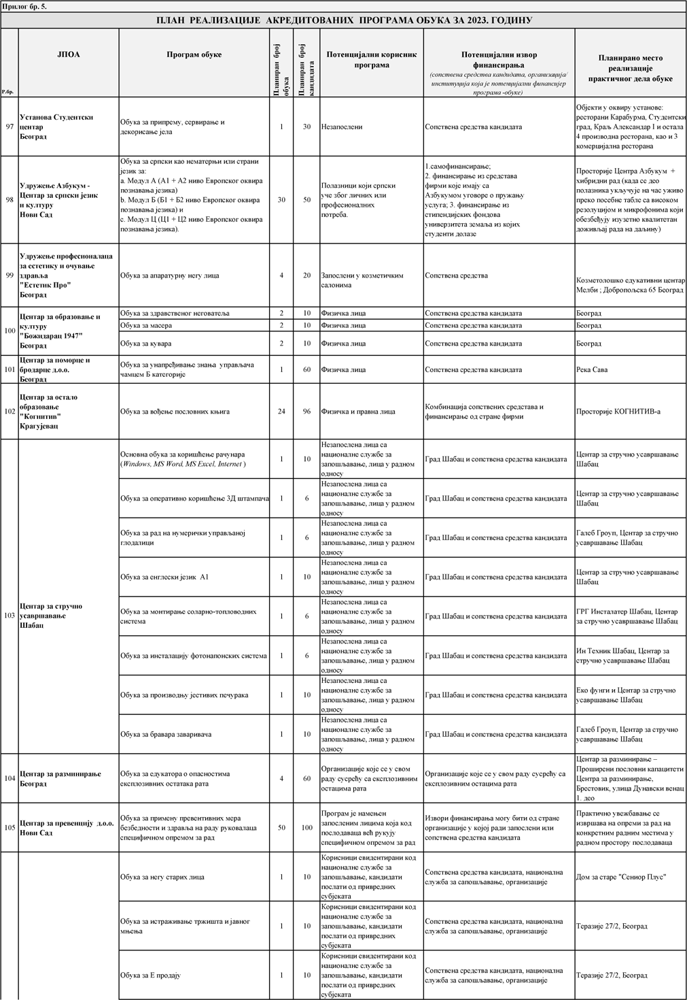 Прилог бр. 5.
ПЛАН РЕАЛИЗАЦИЈЕ АКРЕДИТОВАНИХ ПРОГРАМА ОБУКА ЗА 2023. ГОДИНУ
Р.бр.
ЈПОА
Програм обуке
Планиран број
обука
Планиран број
кандидата
Потенцијални корисник
програма
Потенцијални извор
финансирања
(сопствена средства кандидата, организација/
институција која је потенцијални финансијер
програма -обуке)
Планирано место
реализације
практичног дела обуке
97
Установа Студентски
центар
Београд
Обука за припрему, сервирање и
декорисање јела
1
30
Незапослени
Сопствена средства кандидата
Објекти у оквиру установе:
ресторани Карабурма, Студентски
град, Краљ Александар I и остала
4 производна ресторана, као и 3
комерцијална ресторана
98
Удружење Азбукум -
Центар за српски језик
и културу
Нови Сад
Обука за српски као нематерњи или страни
језик за:
а. Модул А (А1 + А2 ниво Европског оквира
познавања језика)
b. Модул Б (Б1 + Б2 ниво Европског оквира
познавања језика) и
c. Модул Ц (Ц1 + Ц2 ниво Европског оквира
познавања језика).
30
50
Полазници који српски
уче због личних или
професионалних
потреба.
1.самофинансирање;
2. финансирање из средстава
фирми које имају са
Азбукумом уговоре о пружању
услуга; 3. финансирање из
стипендијских фондова
универзитета земаља из којих
студенти долазе
Просторије Центра Азбукум +
хибридни рад (када се део
полазника укључује на час уживо
преко посебне табле са високом
резолуцијом и микрофонима који
обезбеђују изузетно квалитетан
доживљај рада на даљину)
99
Удружење професионалаца
за естетику и очување
здравља
"Естетик Про"
Београд
Обука за апаратурну негу лица
4
20
Запослени у козметичким
салонима
Сопствена средства
Козметолошко едукативни центар
Мелби ; Добропољска 65 Београд
100
Центар за образовање и
културу
"Божидарац 1947"
Београд
Обука за здравственог неговатеља
2
10
Физичка лица
Сопствена средства кандидата
Београд
Обука за масера
2
10
Физичка лица
Сопствена средства кандидата
Београд
Обука за кувара
2
10
Физичка лица
Сопствена средства кандидата
Београд
101
Центар за поморце и
бродарце д.о.о.
Београд
Обука за унапређивање знања управљача
чамцем Б категорије
1
60
Физичка лица
Сопствена средства кандидата
Река Сава
102
Центар за остало
образовање
"Когнитив"
Крагујевац
Обука за вођење пословних књига
24
96
Физичка и правна лица
Комбинација сопствених средстава и
финансирање од стране фирми
Просторије КОГНИТИВ-а
103
Центар за стручно
усавршавање
Шабац
Основна обука за коришћење рачунара
(Windows, MS Word, MS Excel, Internet )
1
10
Незапослена лица са
националне службе за
запошљавање, лица у радном
односу
Град Шабац и сопствена средства кандидата
Центар за стручно усавршавање
Шабац
Обука за оперативно коришћење 3Д штампача
1
6
Незапослена лица са
националне службе за
запошљавање, лица у радном
односу
Град Шабац и сопствена средства кандидата
Центар за стручно усавршавање
Шабац
Обука за рад на нумерички управљаној
глодалици
1
6
Незапослена лица са
националне службе за
запошљавање, лица у радном
односу
Град Шабац и сопствена средства кандидата
Галеб Гроуп, Центар за стручно
усавршавање Шабац
Обука за енглески језик А1
1
10
Незапослена лица са
националне службе за
запошљавање, лица у радном
односу
Град Шабац и сопствена средства кандидата
Центар за стручно усавршавање
Шабац
Обука за монтирање соларно-топловодних
система
1
6
Незапослена лица са
националне службе за
запошљавање, лица у радном
односу
Град Шабац и сопствена средства кандидата
ГРГ Инсталатер Шабац, Центар
за стручно усавршавање Шабац
Обука за инсталацију фотонапонских система
1
6
Незапослена лица са
националне службе за
запошљавање, лица у радном
односу
Град Шабац и сопствена средства кандидата
Ин Техник Шабац, Центар за
стручно усавршавање Шабац
Обука за производњу јестивих печурака
1
10
Незапослена лица са
националне службе за
запошљавање, лица у радном
односу
Град Шабац и сопствена средства кандидата
Еко фунги и Центар за стручно
усавршавање Шабац
Обука за бравара заваривача
1
10
Незапослена лица са
националне службе за
запошљавање, лица у радном
односу
Град Шабац и сопствена средства кандидата
Галеб Гроуп, Центар за стручно
усавршавање Шабац
104
Центар за разминирање
Београд
Обука за едукатора о опасностима
експлозивних остатака рата
4
60
Организације које се у свом
раду сусрећу са експлозивним
остацима рата
Организације које се у свом раду сусрећу са
експлозивним остацима рата
Центар за разминирање –
Проширени пословни капацитети
Центра за разминирање,
Брестовик, улица Дунавски венац
1. део
105
Центар за превенцију д.о.о.
Нови Сад
Обука за примену превентивних мера
безбедности и здравља на раду руковалаца
специфичном опремом за рад
50
100
Програм је намењен
запосленим лицима која код
послодаваца већ рукују
специфичном опремом за рад
Извори финансирања могу бити од стране
организације у којој ради запослени или
сопствена средства кандидата
Практично увежбавање се
извршава на опреми за рад на
конкретним радним местима у
радном простору послодаваца
Обука за негу старих лица
1
10
Корисници евидентирани код
националне службе за
запошљавање, кандидати
послати од привредних
субјеката
Сопствена средства кандидата, национална
служба за сапошљавање, организације
Дом за старе "Сениор Плус"
Обука за истраживање тржишта и јавног
мњења
1
10
Корисници евидентирани код
националне службе за
запошљавање, кандидати
послати од привредних
субјеката
Сопствена средства кандидата, национална
служба за сапошљавање, организације
Теразије 27/2, Београд
Обука за Е продају
1
10
Корисници евидентирани код
националне службе за
запошљавање, кандидати
послати од привредних
субјеката
Сопствена средства кандидата, национална
служба за сапошљавање, организације
Теразије 27/2, Београд